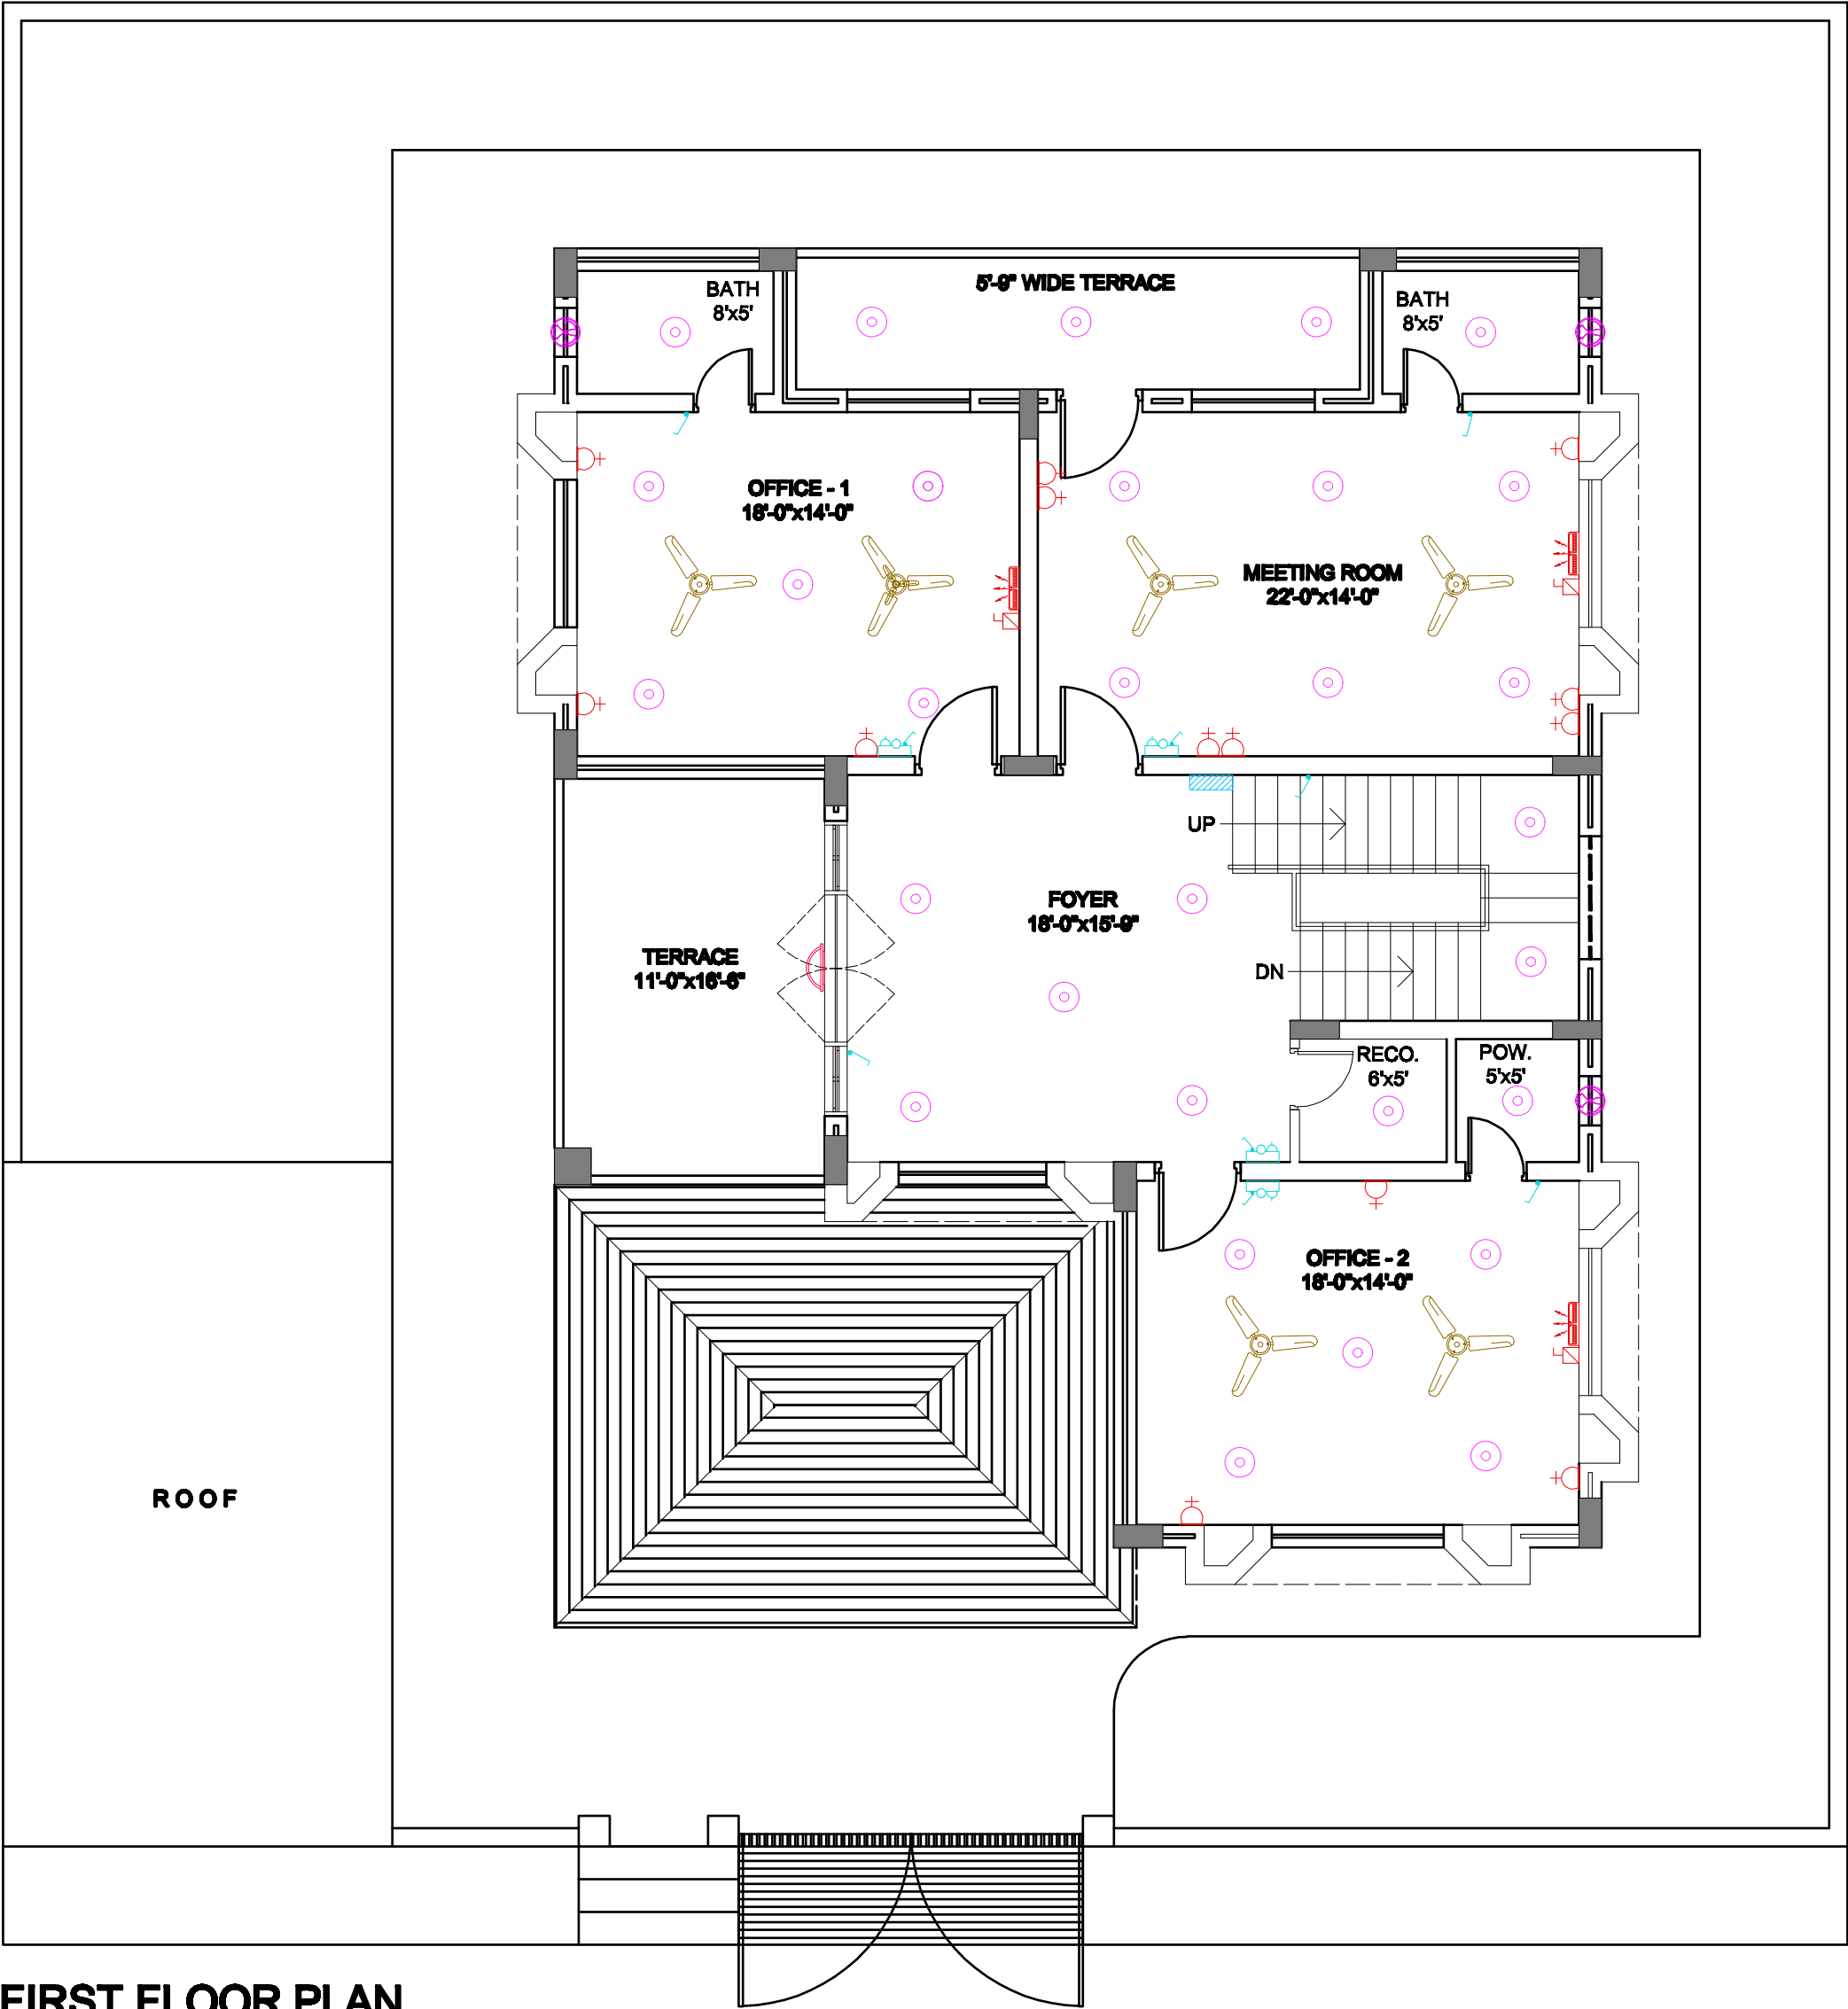 5'-9" WIDE TERRACE
BATH
8'x5'
BATH
8'x5'
OFFICE - 1
18'-0"x14'-0"
MEETING ROOM
22'-0"x14'-0"
UP
FOYER
18'-0"x15'-9"
TERRACE
11'-0"x16'-6"
DN
RECO.
6'x5'
POW.
5'x5'
OFFICE - 2
18'-0"x14'-0"
ROOF
FIRST FLOOR PLAN